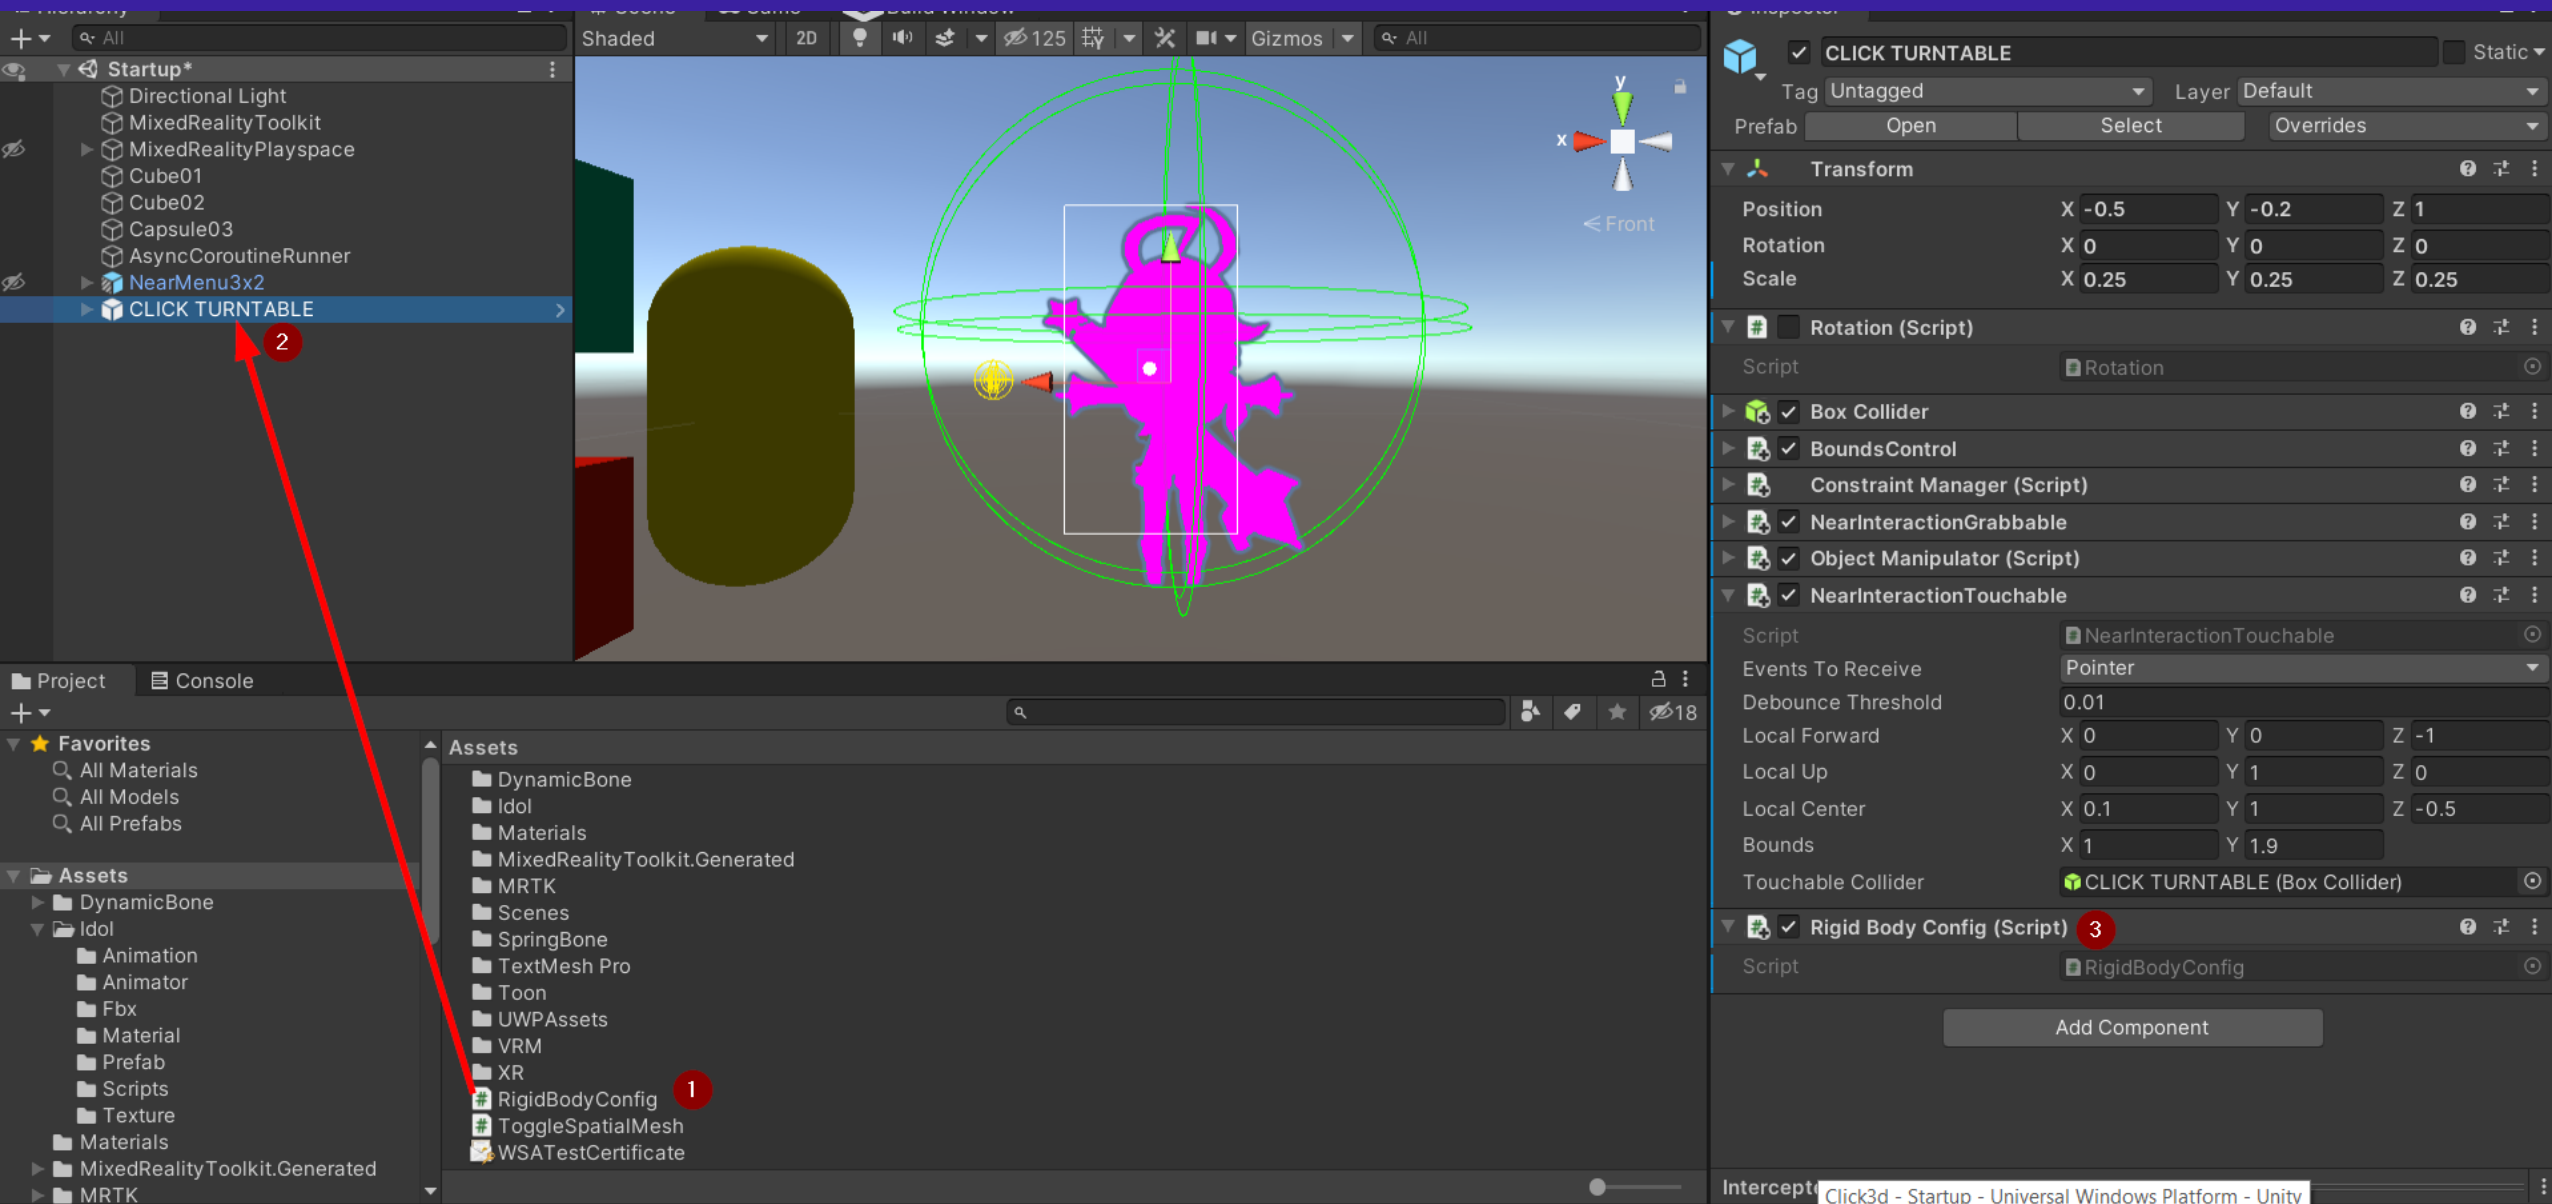 All
Startup*
Directional Light
MixedRealityToolkit
MixedRealityPlayspace
Cube01
Cube02
Capsule03
AsyncCoroutineRunner
NearMenu3x2
CLICK TURNTABLE
2
Shaded
2D
125
Gizmos
All
y
x
Front
CLICK TURNTABLE
Static
Tag Untagged
Layer Default
Prefab Open Select Overrides
Transform
Position X -0.5 Y -0.2 Z 1
Rotation X 0 Y 0 Z 0
Scale X 0.25 Y 0.25 Z 0.25
# Rotation (Script)
Script # Rotation
Box Collider
# BoundsControl
# Constraint Manager (Script)
# NearInteractionGrabbable
# Object Manipulator (Script)
# NearInteractionTouchable
Script # NearInteractionTouchable
Events To Receive Pointer
Debounce Threshold 0.01
Local Forward X 0 Y 0 Z -1
Local Up X 0 Y 1 Z 0
Local Center X 0.1 Y 1 Z -0.5
Bounds X 1 Y 1.9
Touchable Collider CLICK TURNTABLE (Box Collider)
# Rigid Body Config (Script) 3
Script # RigidBodyConfig
Add Component
Project Console
18
Favorites
All Materials
All Models
All Prefabs
Assets
DynamicBone
Idol
Animation
Animator
Fbx
Material
Prefab
Scripts
Texture
Materials
MixedRealityToolkit.Generated
MRTK
Assets
DynamicBone
Idol
Materials
MixedRealityToolkit.Generated
MRTK
Scenes
SpringBone
TextMesh Pro
Toon
UWPAssets
VRM
XR
# RigidBodyConfig 1
# ToggleSpatialMesh
WSATestCertificate
Click3d - Startup - Universal Windows Platform - Unity